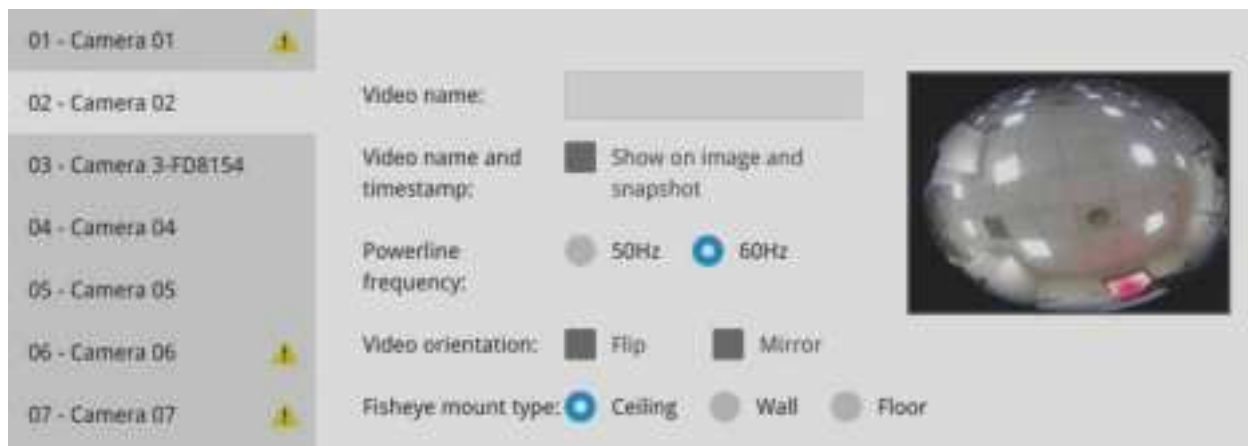 01 - Camera 01
02 - Camera 02
03 - Camera 3-FD8154
04 - Camera 04
05 - Camera 05
06 - Camera 06
07 - Camera 07
Video name:
Video name and
timestamp:
Show on image and
snapshot
Powerline
frequency:
50Hz
60Hz
Video orientation:
Flip
Mirror
Fisheye mount type:
Ceiling
Wall
Floor